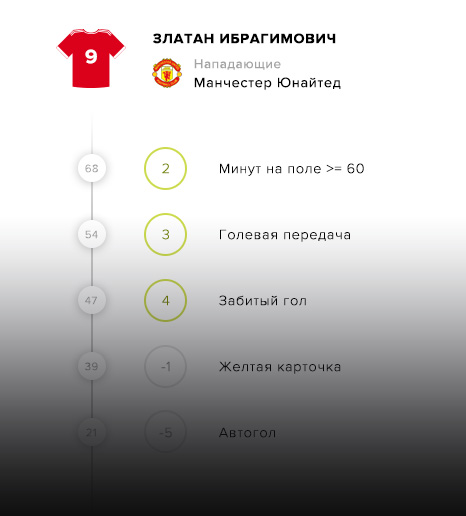 9
ЗЛАТАН ИБРАГИМОВИЧ
Нападающие
Манчестер Юнайтед
68 2 Минут на поле >= 60
54 3 Голевая передача
47 4 Забитый гол
39 -1 Желтая карточка
21 -5 Автогол